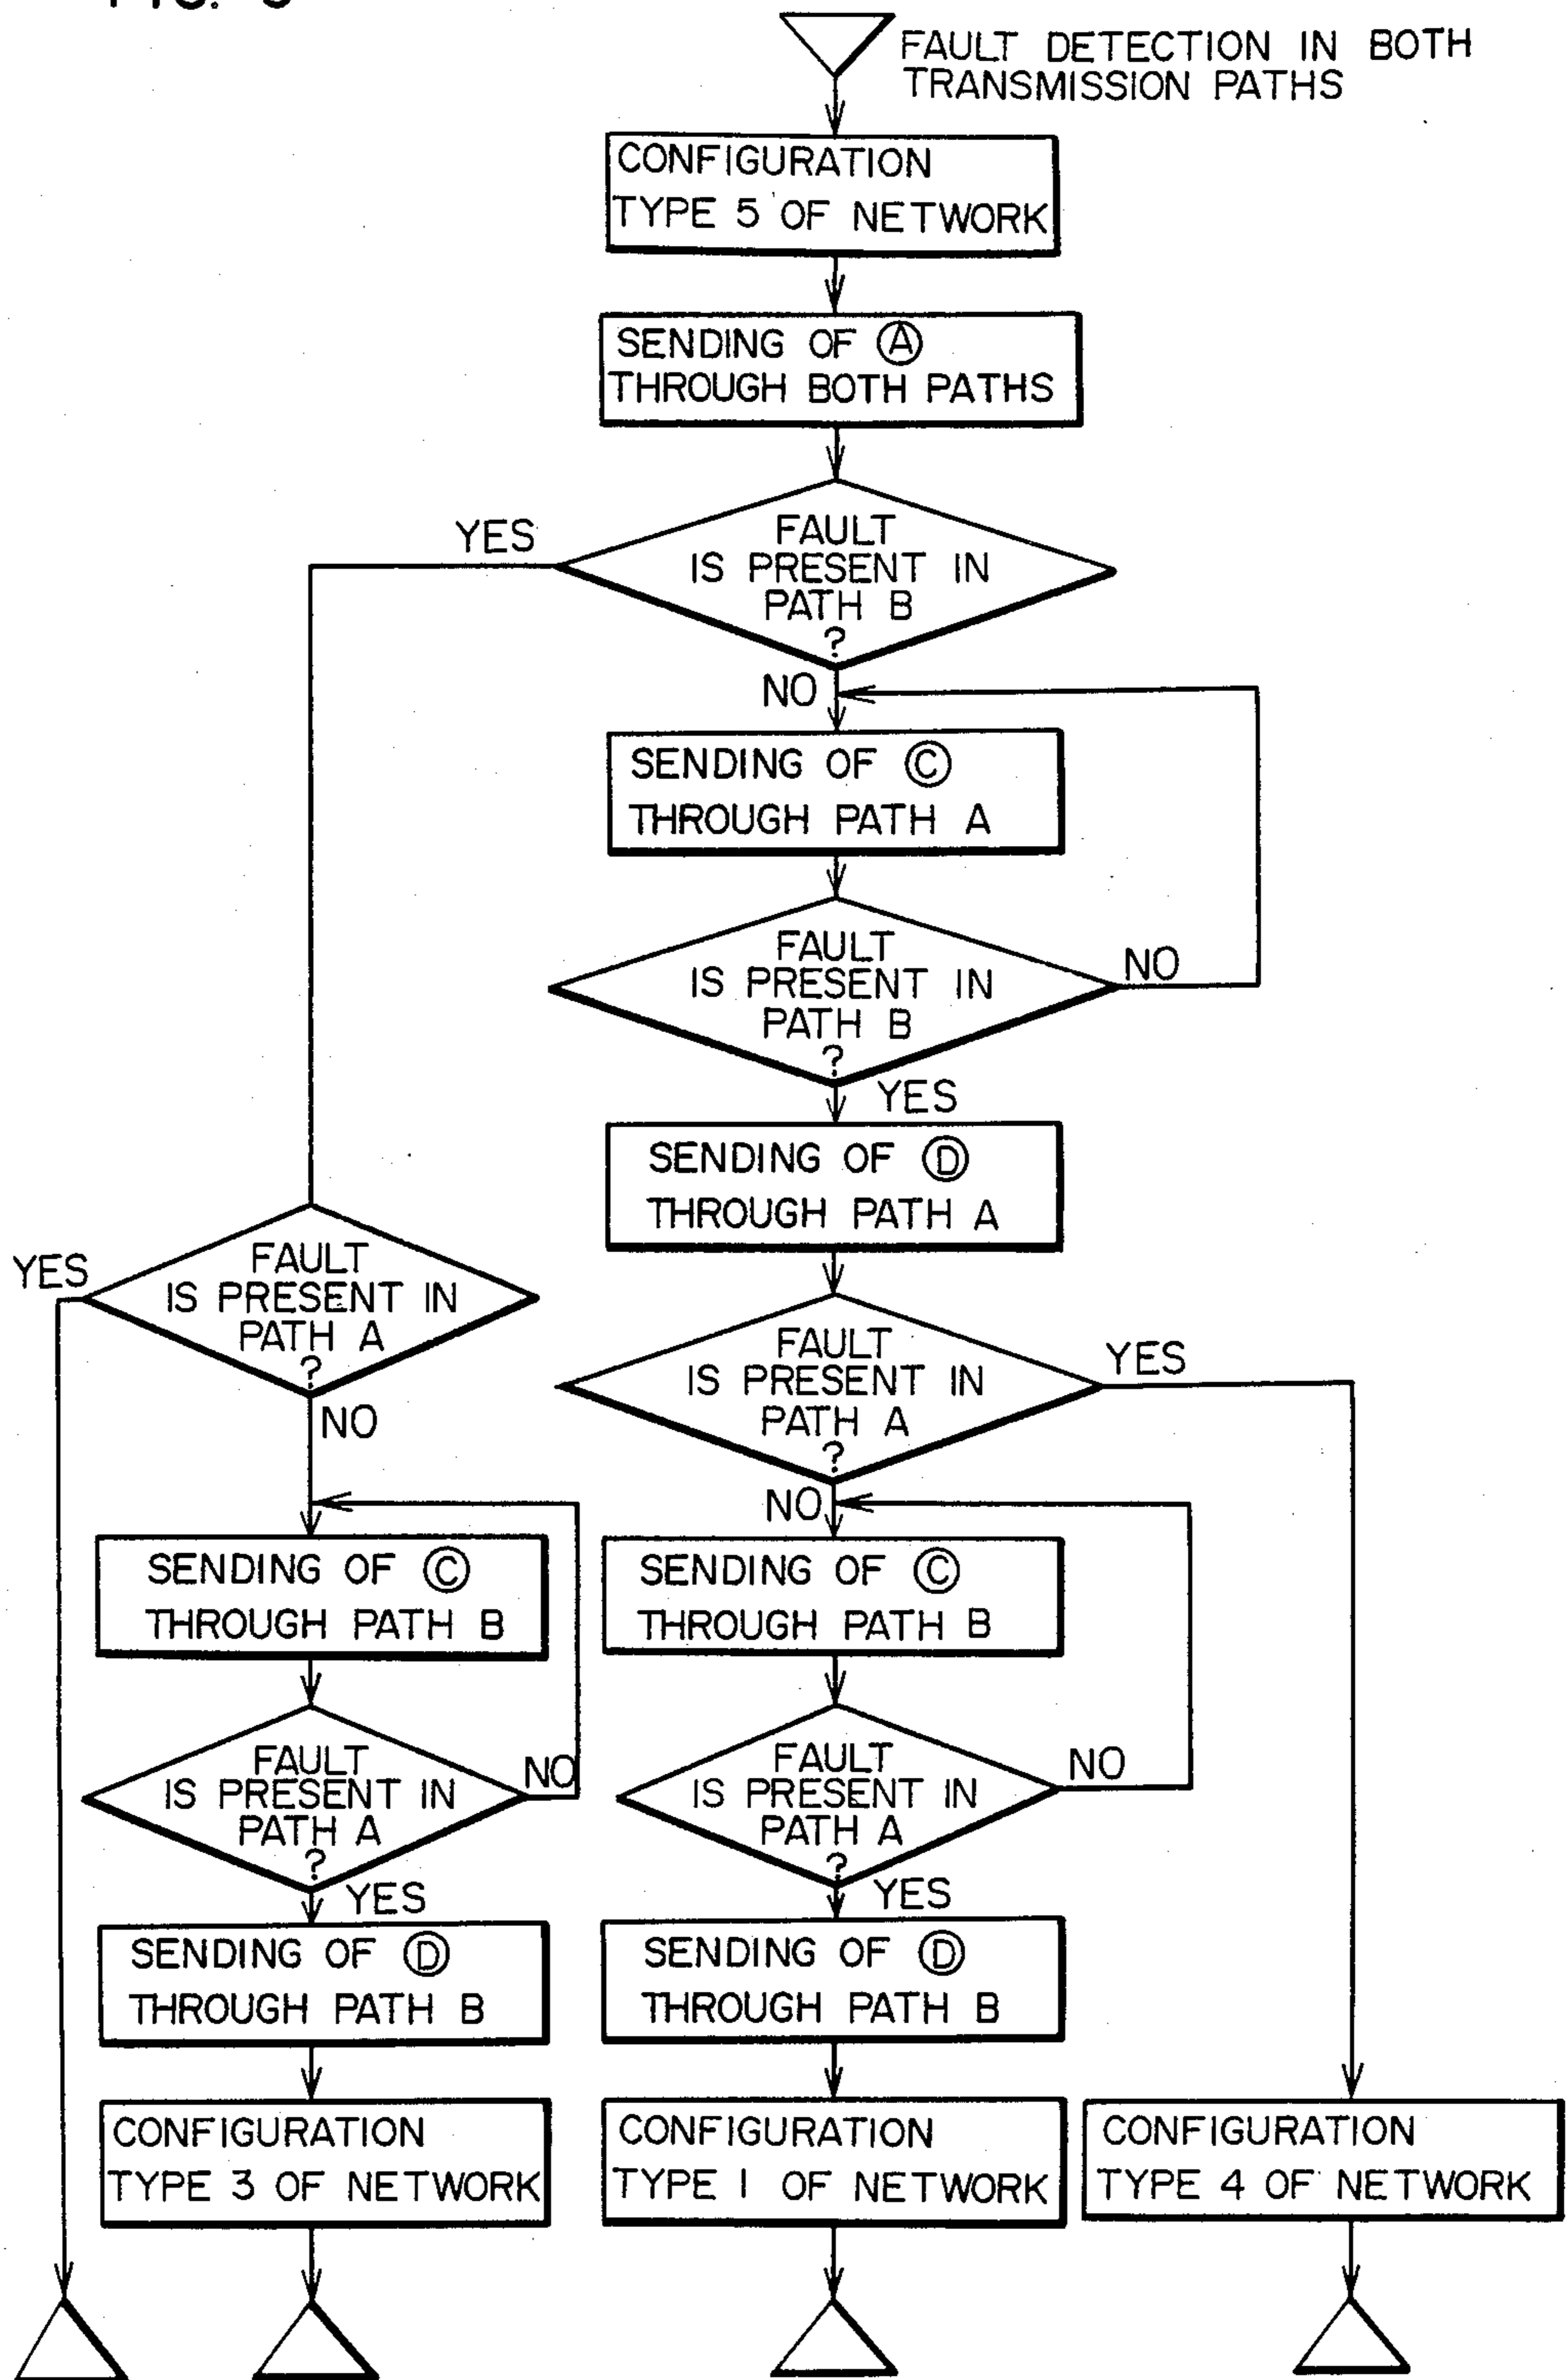 FAULT DETECTION IN BOTH
TRANSMISSION PATHS
CONFIGURATION
TYPE 5 OF NETWORK
SENDING OF Ⓐ
THROUGH BOTH PATHS
YES
FAULT
IS PRESENT IN
PATH B
?
NO
SENDING OF Ⓒ
THROUGH PATH A
FAULT
IS PRESENT IN
PATH B
?
NO
YES
SENDING OF Ⓓ
THROUGH PATH A
YES
FAULT
IS PRESENT IN
PATH A
?
NO
FAULT
IS PRESENT IN
PATH A
?
YES
NO
SENDING OF Ⓒ
THROUGH PATH B
SENDING OF Ⓒ
THROUGH PATH B
FAULT
IS PRESENT IN
PATH A
?
NO
YES
FAULT
IS PRESENT IN
PATH A
?
NO
YES
SENDING OF Ⓓ
THROUGH PATH B
SENDING OF Ⓓ
THROUGH PATH B
CONFIGURATION
TYPE 3 OF NETWORK
CONFIGURATION
TYPE 1 OF NETWORK
CONFIGURATION
TYPE 4 OF NETWORK